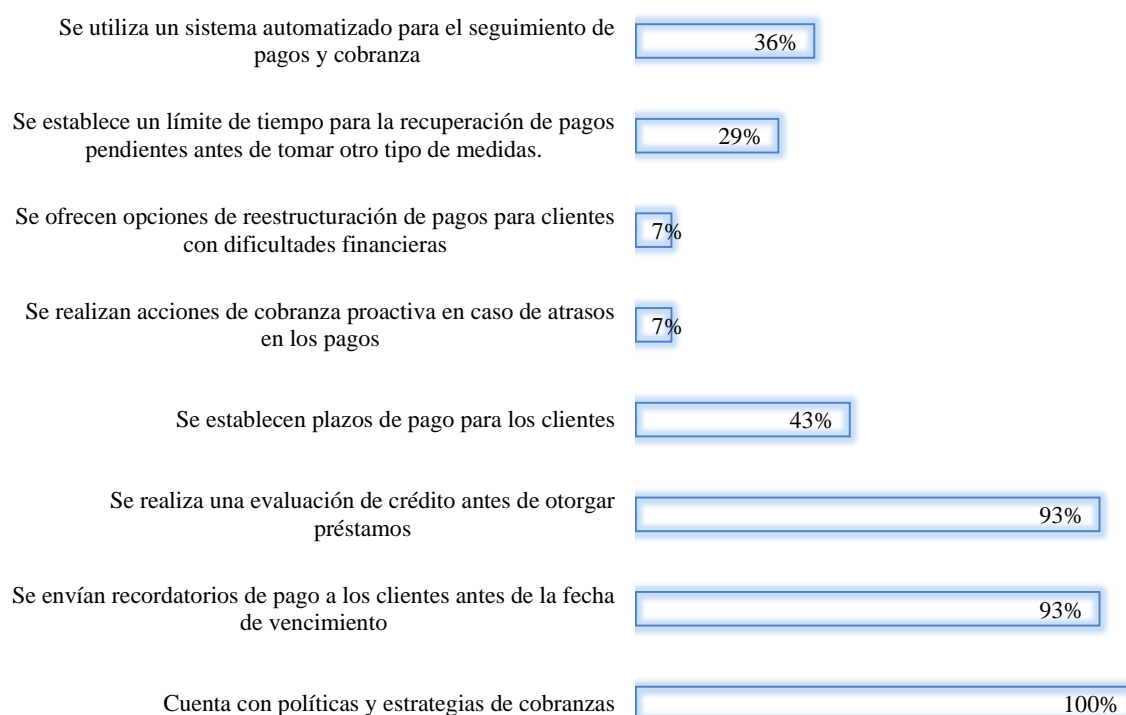 Se utiliza un sistema automatizado para el seguimiento de
pagos y cobranza
36%
Se establece un límite de tiempo para la recuperación de pagos
pendientes antes de tomar otro tipo de medidas.
29%
Se ofrecen opciones de reestructuración de pagos para clientes
con dificultades financieras
7%
Se realizan acciones de cobranza proactiva en caso de atrasos
en los pagos
7%
Se establecen plazos de pago para los clientes
43%
Se realiza una evaluación de crédito antes de otorgar
préstamos
93%
Se envían recordatorios de pago a los clientes antes de la fecha
de vencimiento
93%
Cuenta con políticas y estrategias de cobranzas
100%